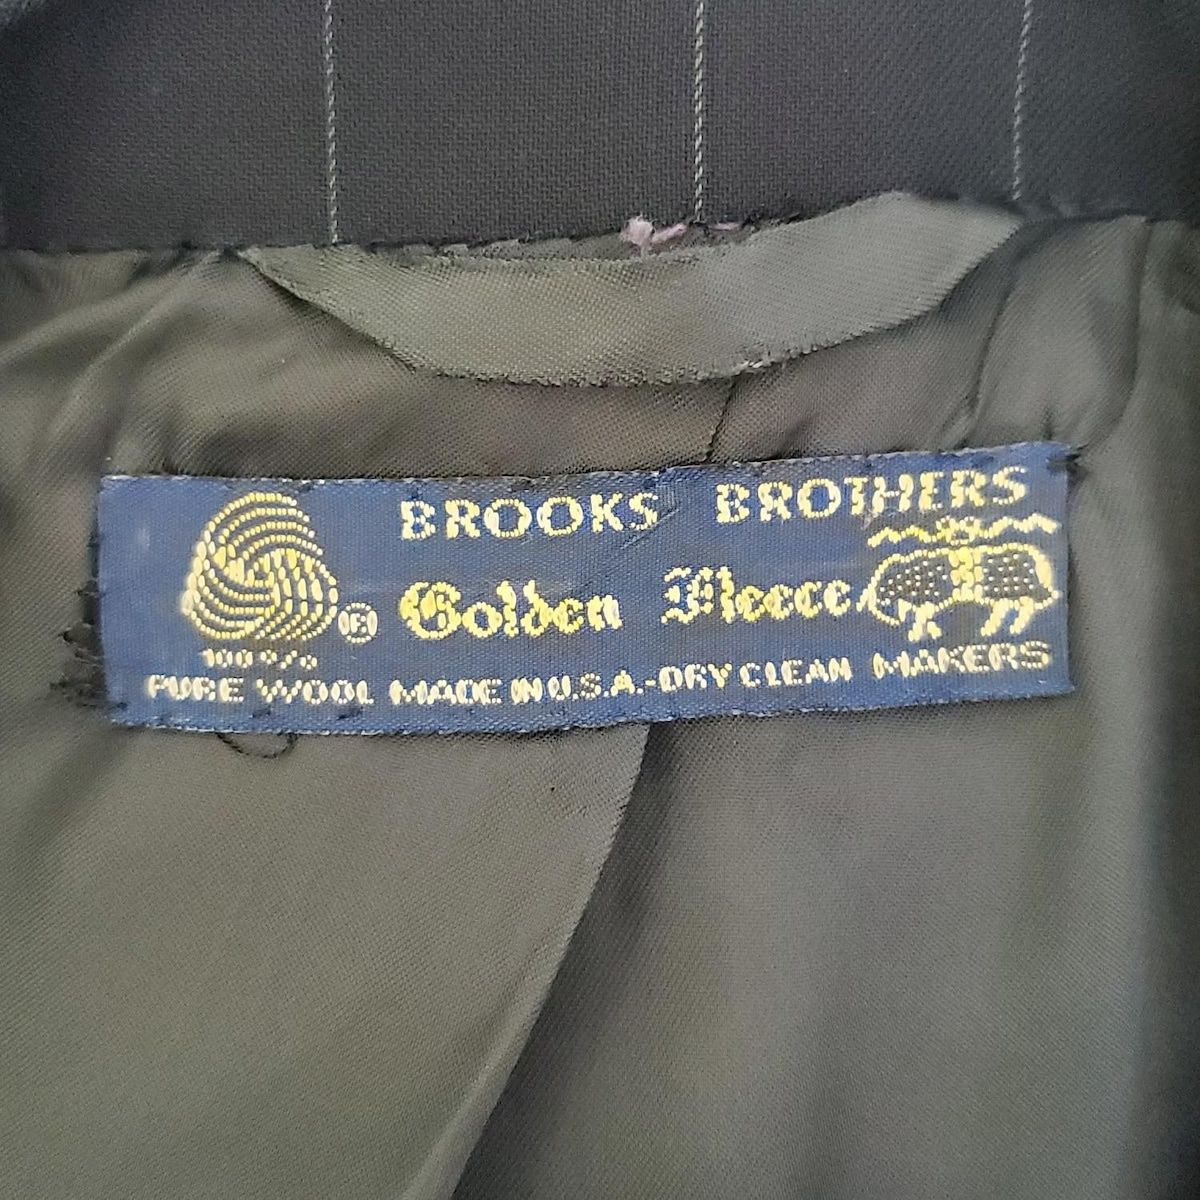 BROOKS BROTHERS
® Golden Fleece
100%
PURE WOOL MADE IN U.S.A.-DRY CLEAN MAKERS